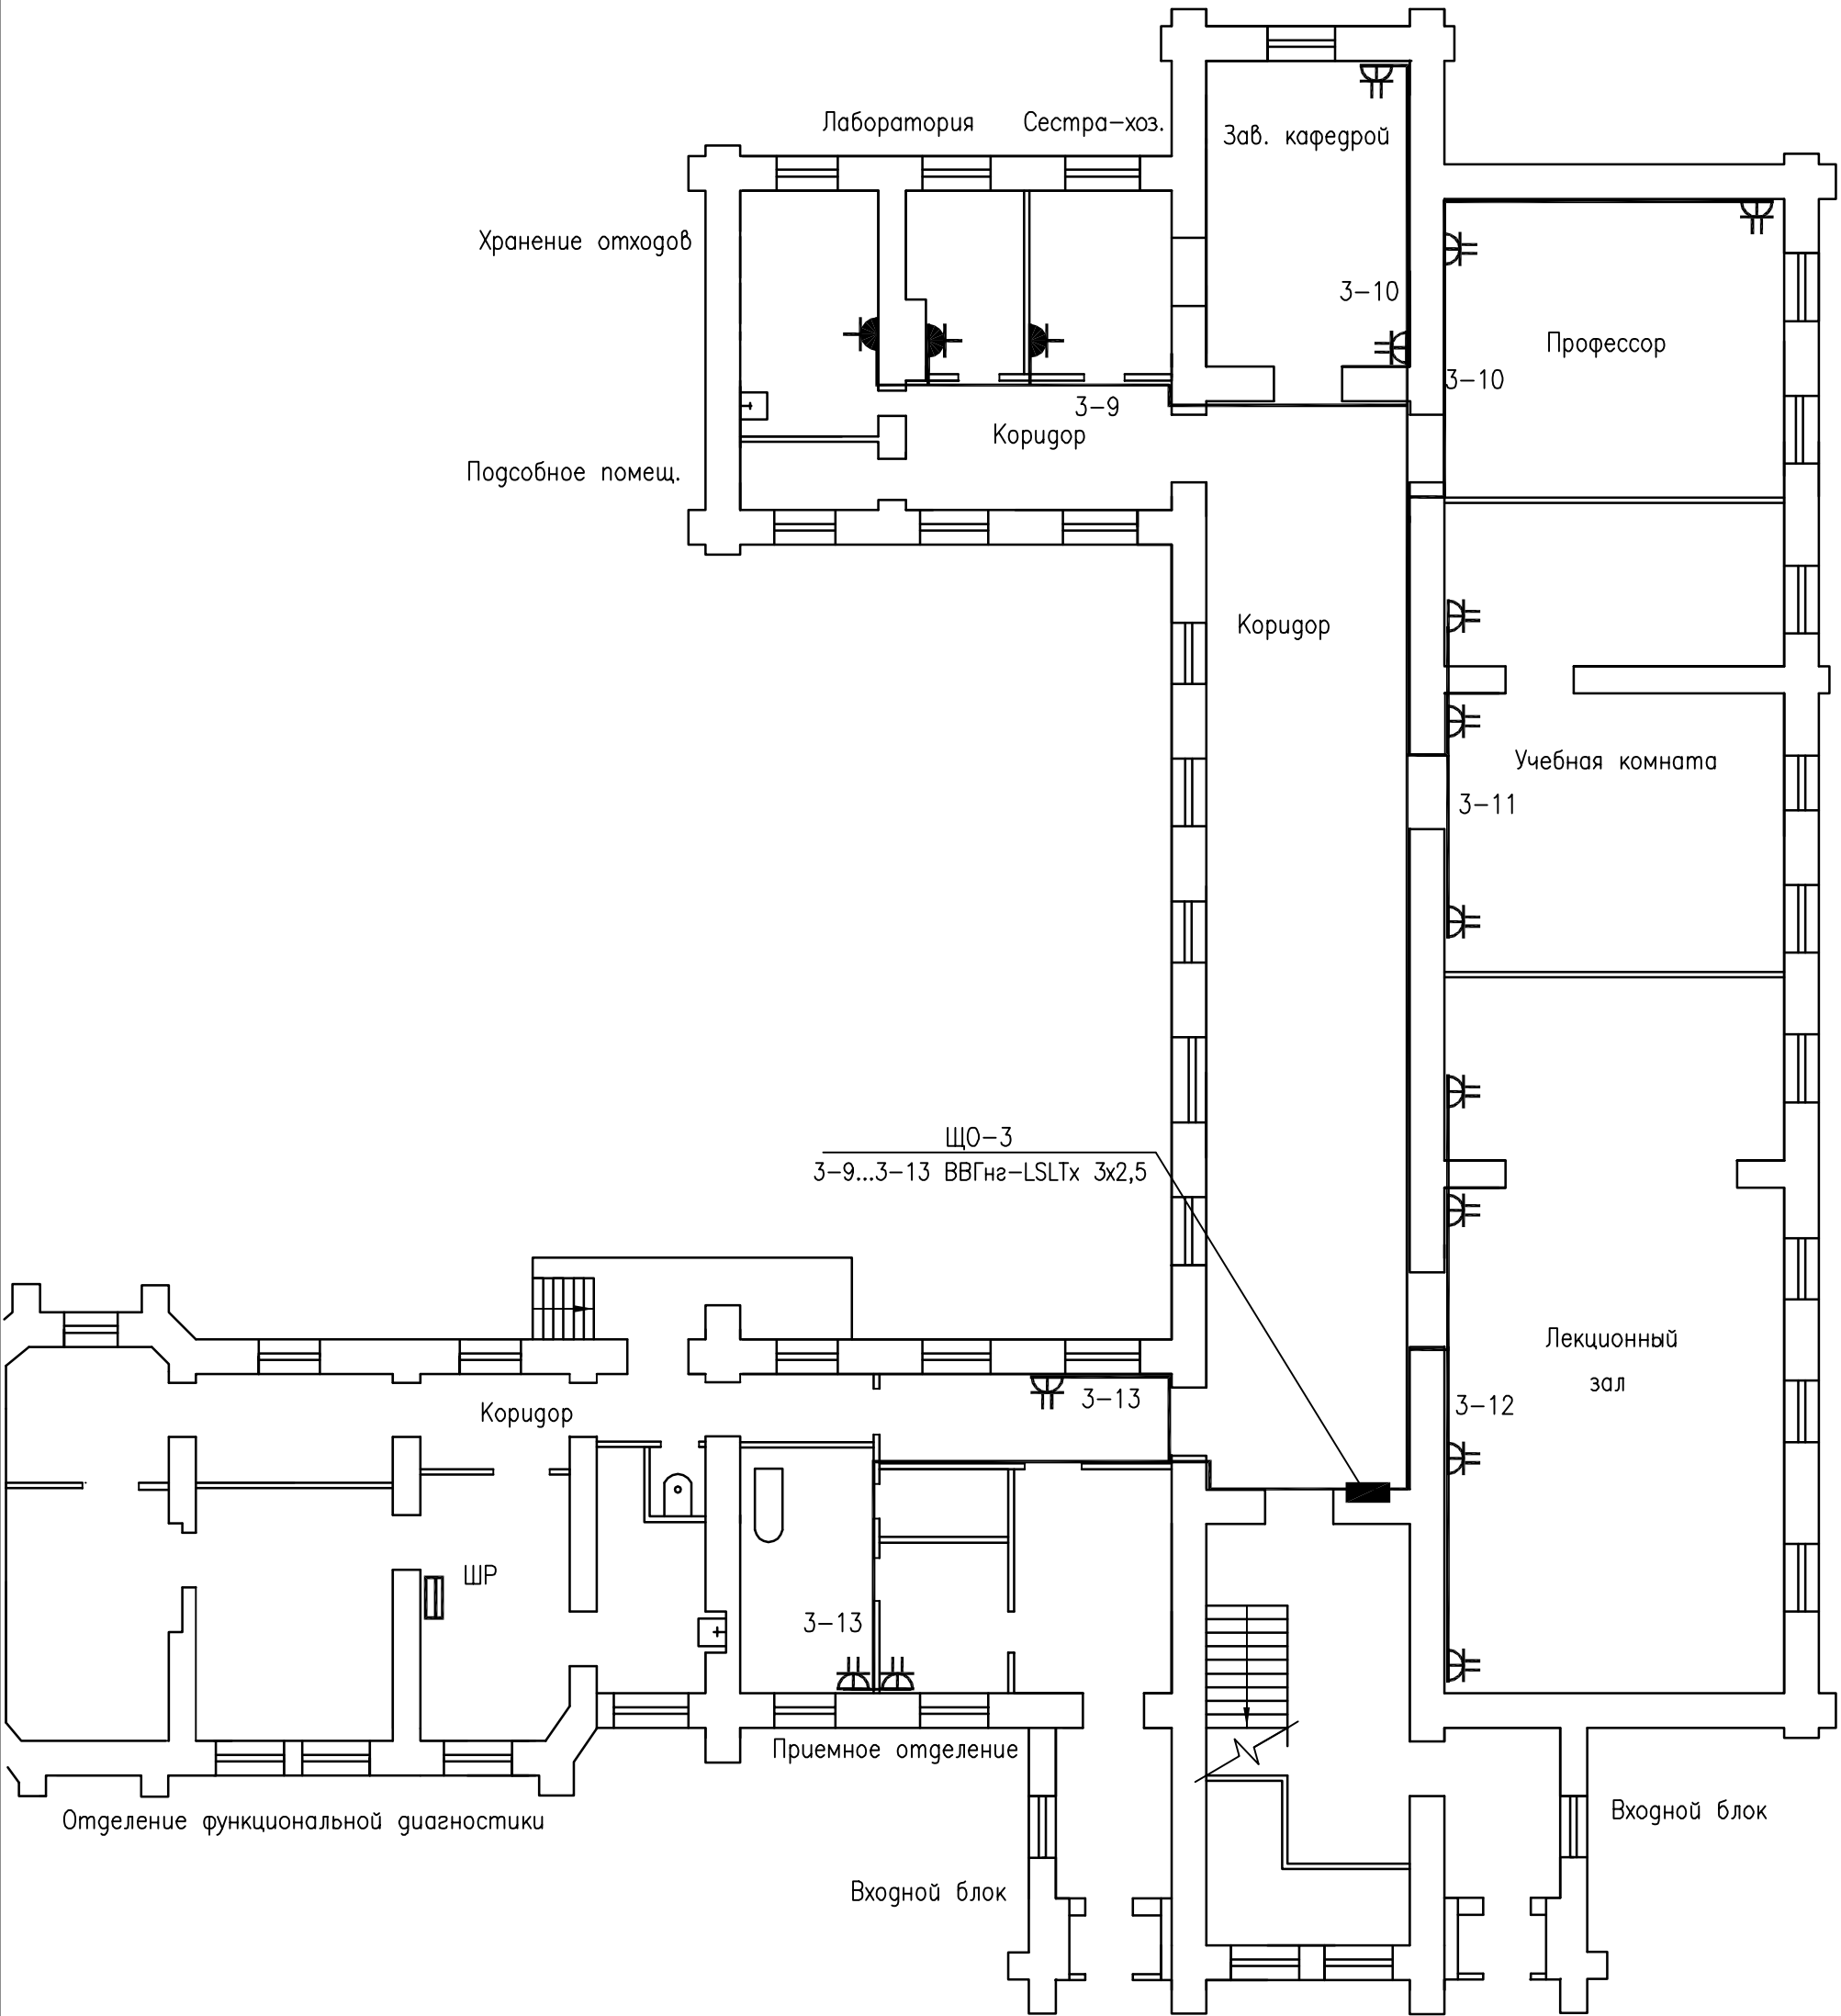 Лаборатория
Сестра-хоз.
Зав. кафедрой
Хранение отходов
3-10
Профессор
3-10
3-9
Коридор
Подсобное помещ.
Коридор
Учебная комната
3-11
ЩО-3
3-9...3-13 ВВГнг-LSLTx 3х2,5
Лекционный
зал
3-13
3-12
Коридор
ШР
3-13
Приемное отделение
Отделение функциональной диагностики
Входной блок
Входной блок